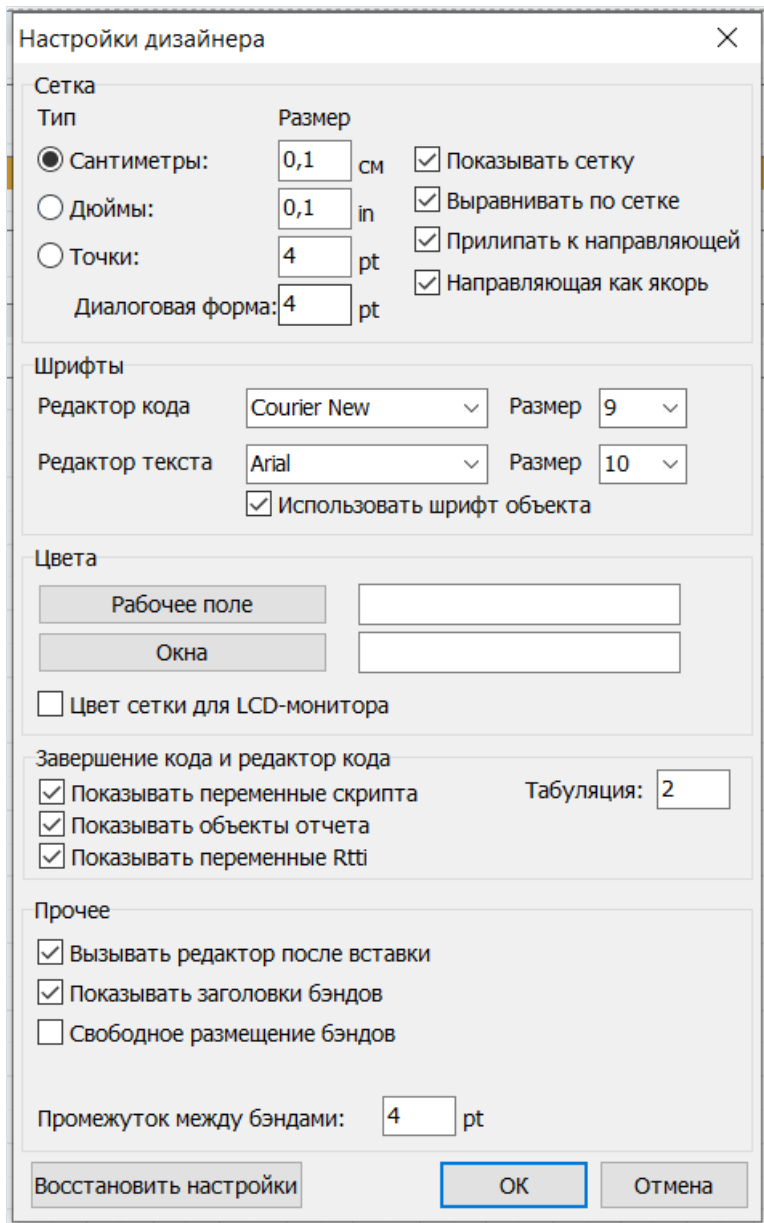 Настройки дизайнера
Сетка
Тип Размер
Сантиметры: 0,1 см Показывать сетку
Дюймы: 0,1 in Выравнивать по сетке
Точки: 4 pt Прилипать к направляющей
Диалоговая форма: 4 pt Направляющая как якорь
Шрифты
Редактор кода Courier New Размер 9
Редактор текста Arial Размер 10
Использовать шрифт объекта
Цвета
Рабочее поле
Окна
Цвет сетки для LCD-монитора
Завершение кода и редактор кода
Показывать переменные скрипта Табуляция: 2
Показывать объекты отчета
Показывать переменные Rtti
Прочее
Вызывать редактор после вставки
Показывать заголовки бэндов
Свободное размещение бэндов
Промежуток между бэндами: 4 pt
Восстановить настройки ОК Отмена